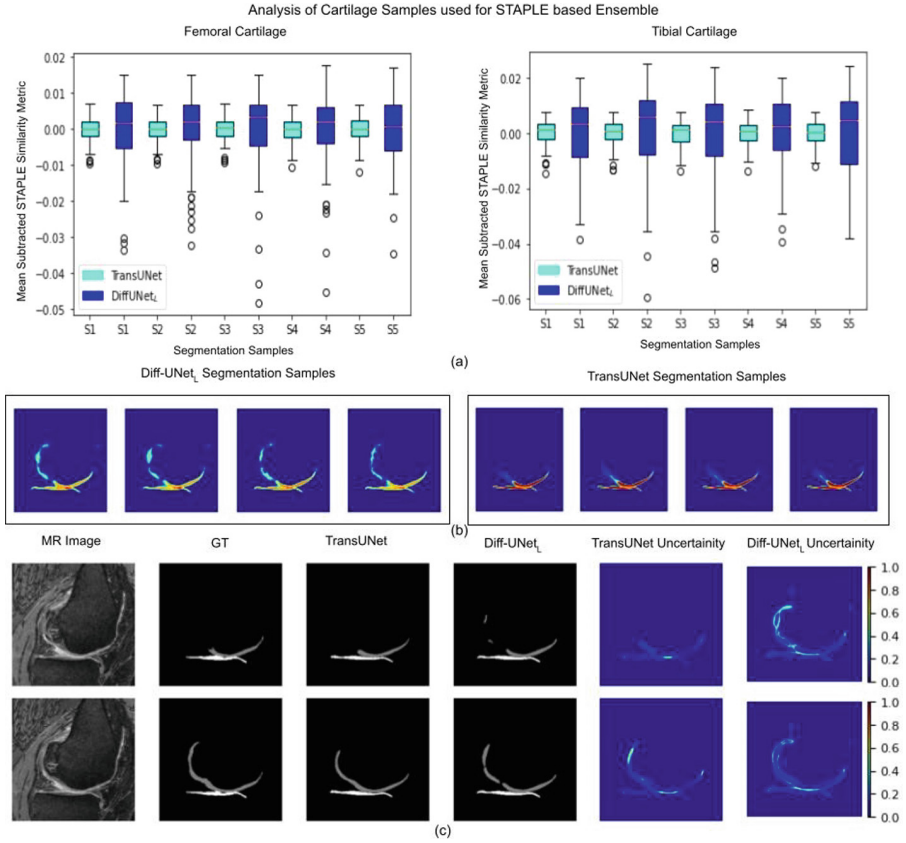 Analysis of Cartilage Samples used for STAPLE based Ensemble
Femoral Cartilage
Mean Subtracted STAPLE Similarity Metric
0.02
0.01
0.00
−0.01
−0.02
−0.03
−0.04
−0.05
TransUNet
DiffUNetL
S1 S1 S2 S2 S3 S3 S4 S4 S5 S5
Segmentation Samples
Tibial Cartilage
Mean Subtracted STAPLE Similarity Metric
0.02
0.00
−0.02
−0.04
−0.06
TransUNet
DiffUNetL
S1 S1 S2 S2 S3 S3 S4 S4 S5 S5
Segmentation Samples
(a)
Diff-UNetL Segmentation Samples
TransUNet Segmentation Samples
(b)
MR Image GT TransUNet Diff-UNetL TransUNet Uncertainity Diff-UNetL Uncertainity
1.0
0.8
0.6
0.4
0.2
0.0
1.0
0.8
0.6
0.4
0.2
0.0
(c)